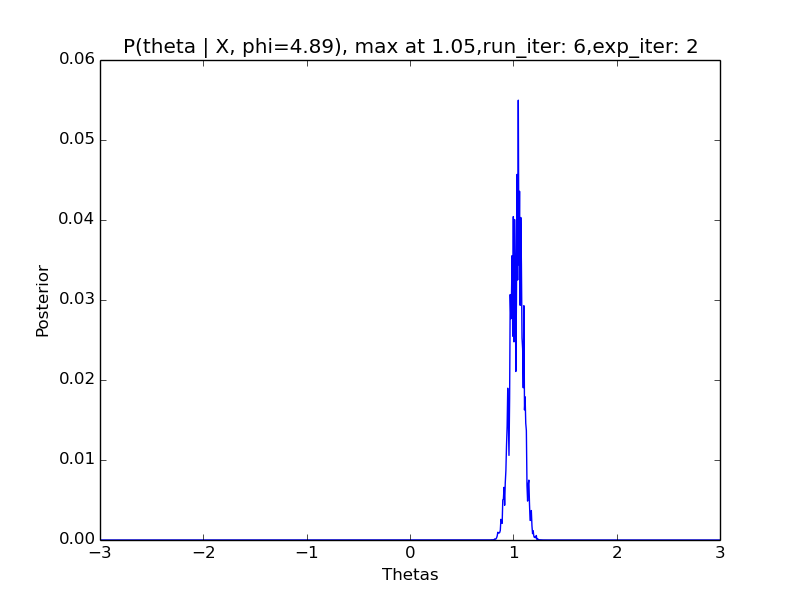 P(theta | X, phi=4.89), max at 1.05,run_iter: 6,exp_iter: 2
0.06
0.05
0.04
0.03
0.02
0.01
0.00
Posterior
−3 −2 −1 0 1 2 3
Thetas